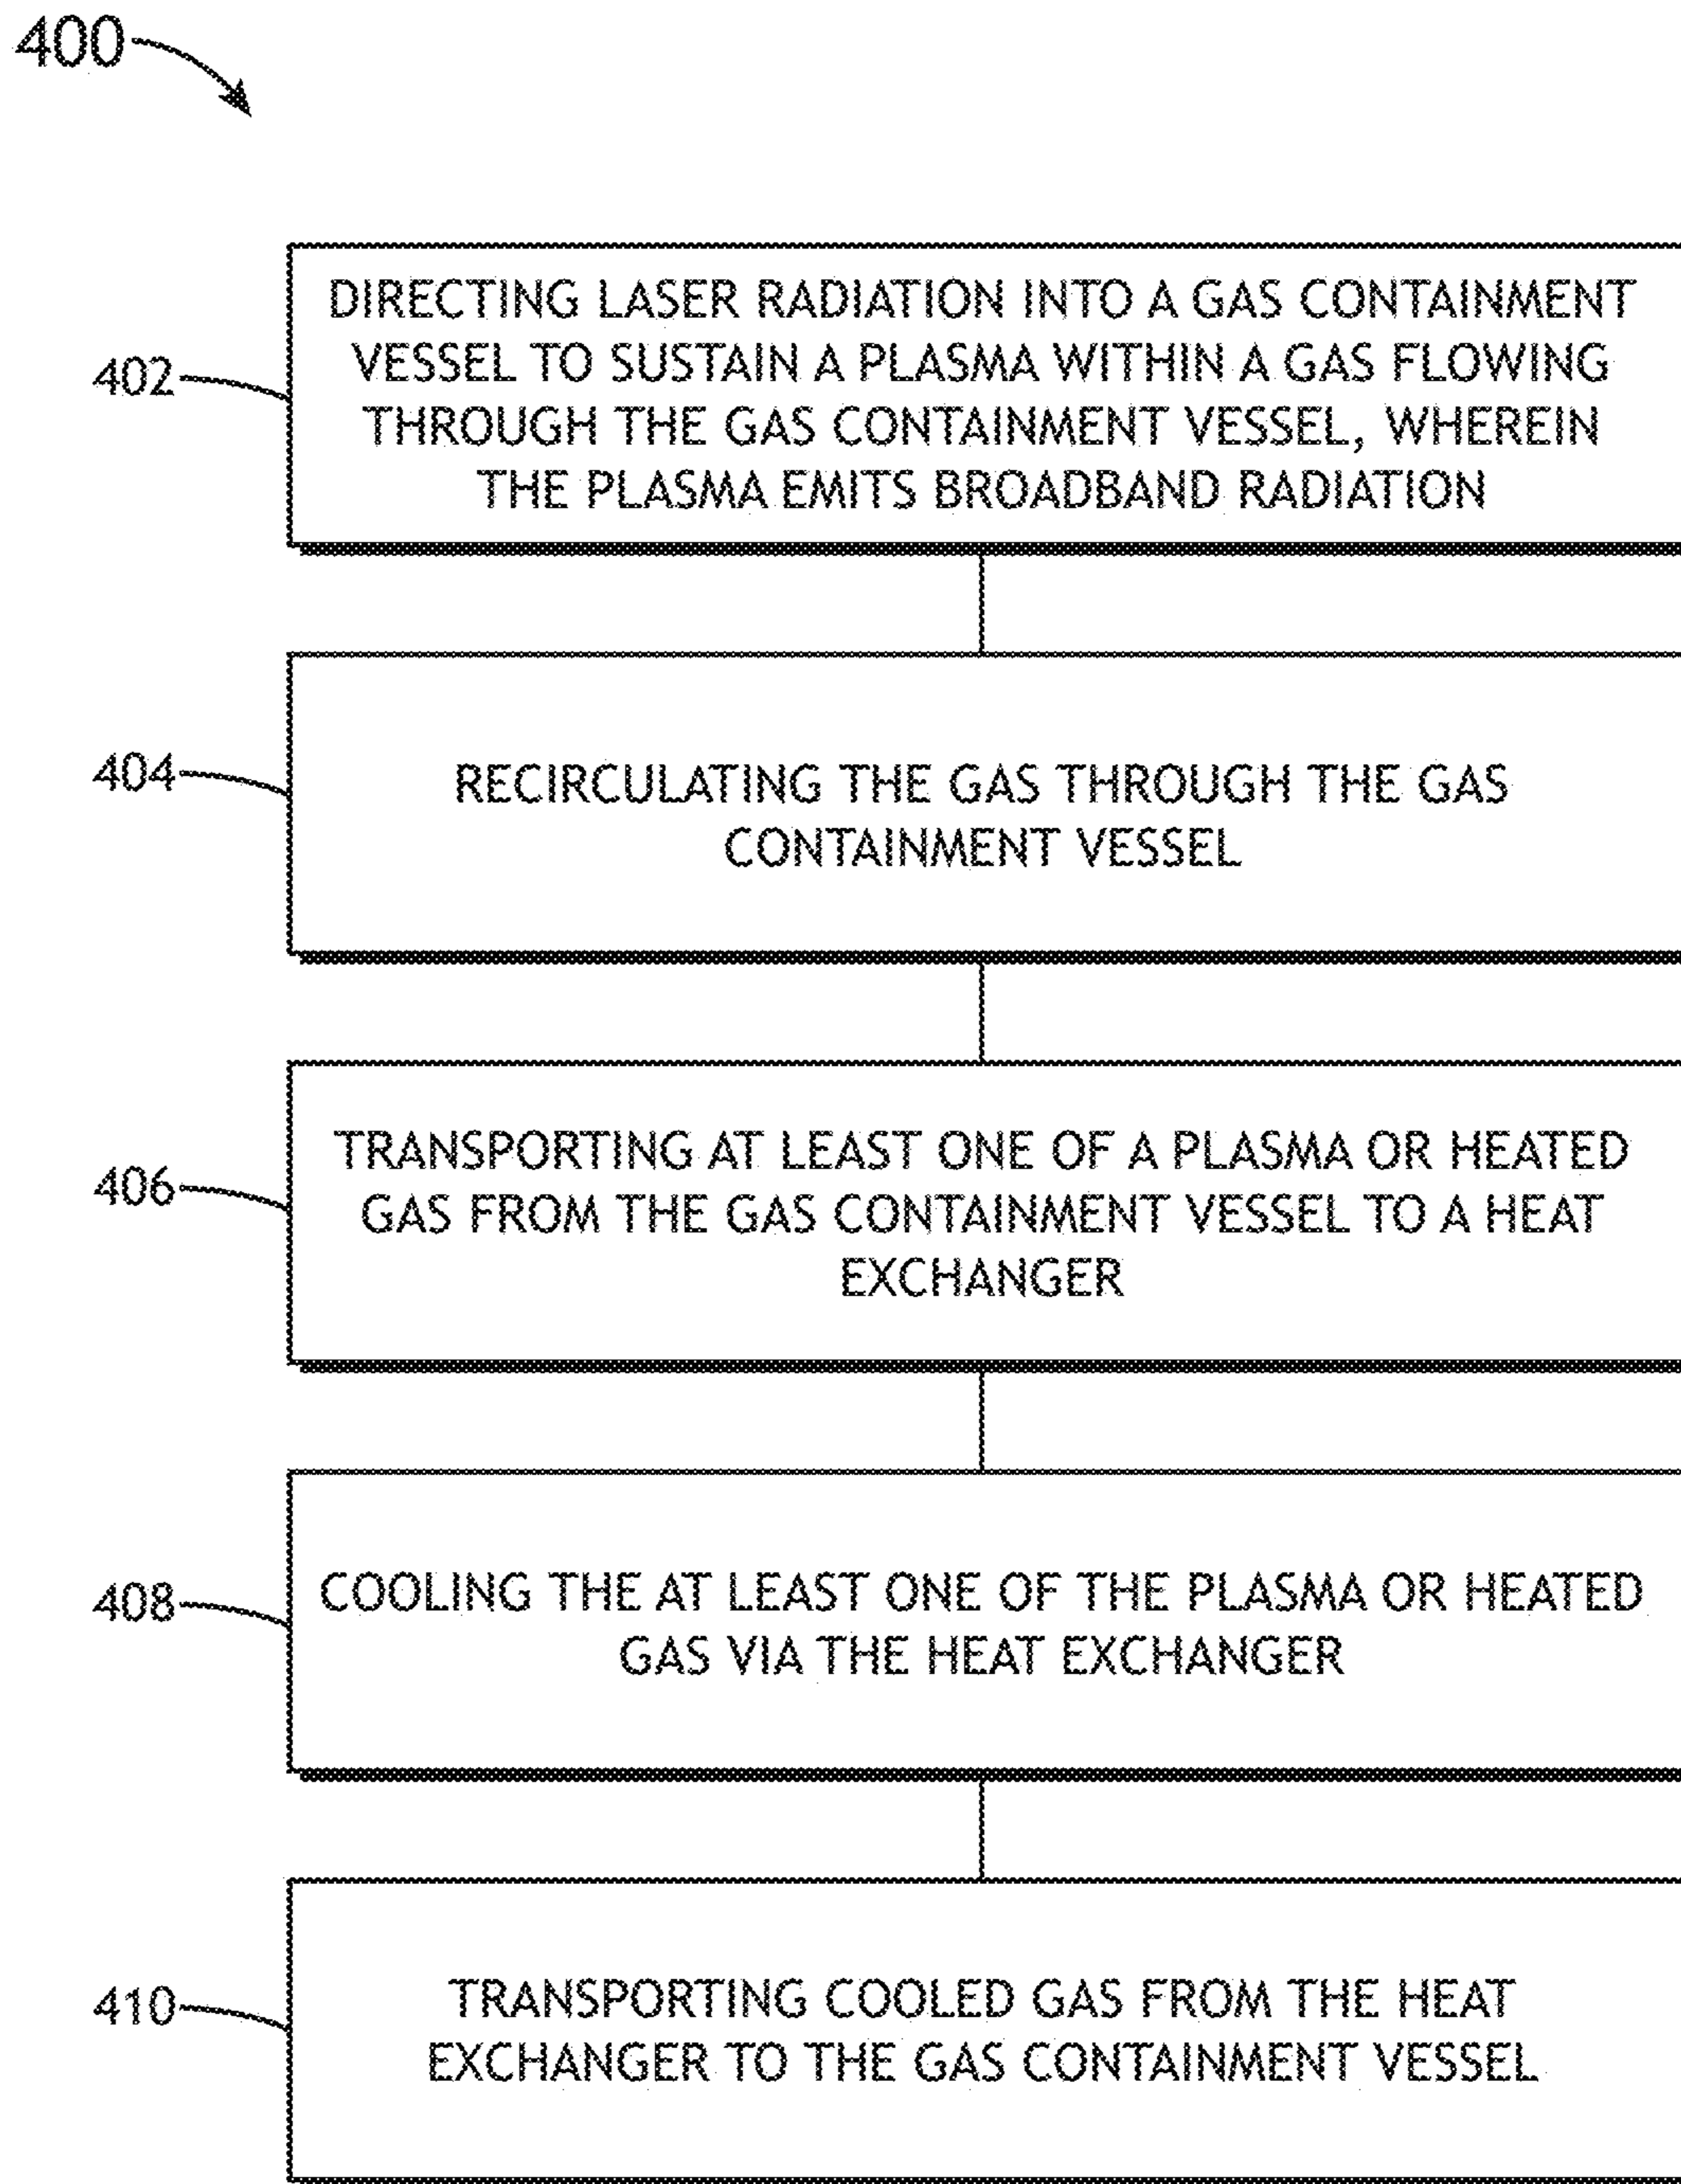 400
402
DIRECTING LASER RADIATION INTO A GAS CONTAINMENT
VESSEL TO SUSTAIN A PLASMA WITHIN A GAS FLOWING
THROUGH THE GAS CONTAINMENT VESSEL, WHEREIN
THE PLASMA EMITS BROADBAND RADIATION
404
RECIRCULATING THE GAS THROUGH THE GAS
CONTAINMENT VESSEL
406
TRANSPORTING AT LEAST ONE OF A PLASMA OR HEATED
GAS FROM THE GAS CONTAINMENT VESSEL TO A HEAT
EXCHANGER
408
COOLING THE AT LEAST ONE OF THE PLASMA OR HEATED
GAS VIA THE HEAT EXCHANGER
410
TRANSPORTING COOLED GAS FROM THE HEAT
EXCHANGER TO THE GAS CONTAINMENT VESSEL